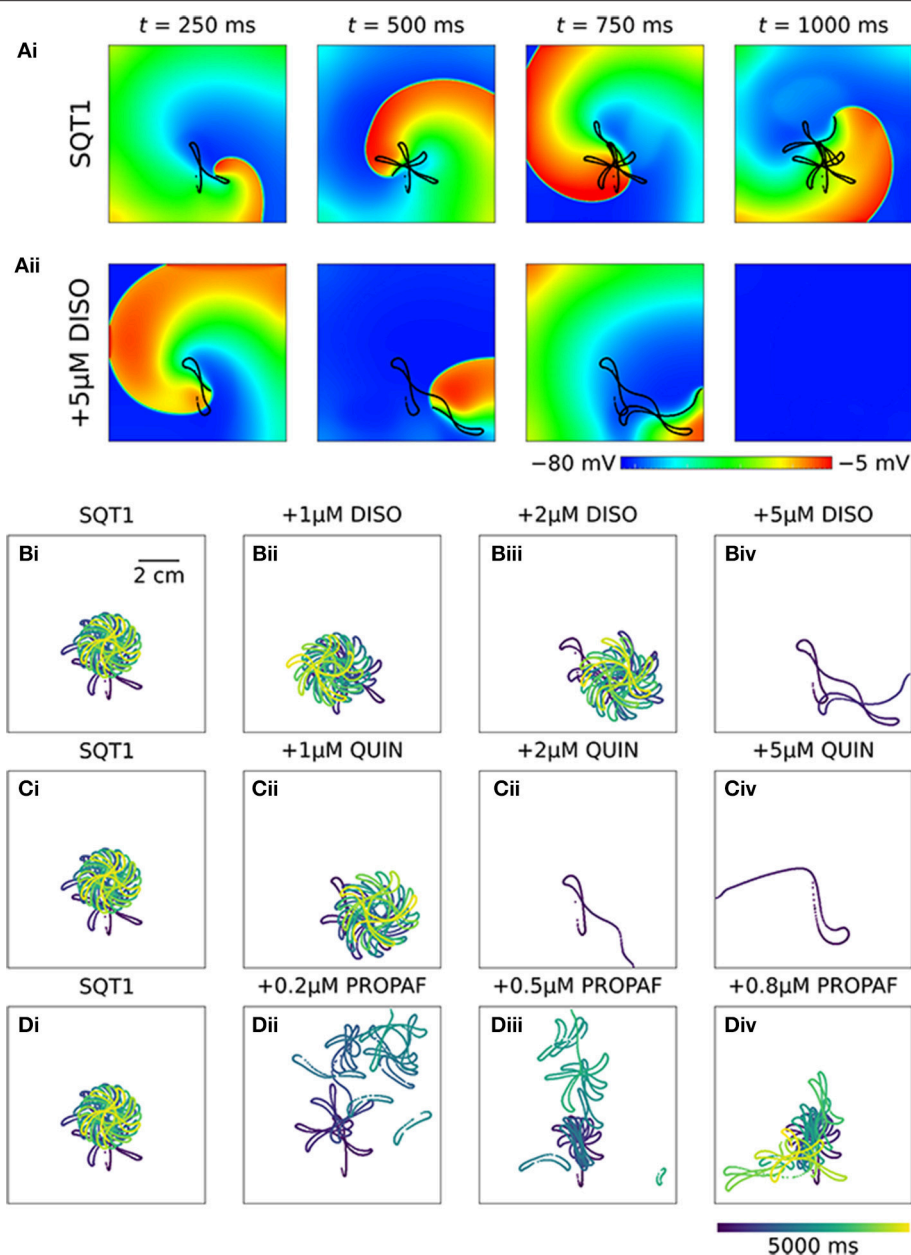 t = 250 ms t = 500 ms t = 750 ms t = 1000 ms
Ai
SQT1
Aii
+5μM DISO
−80 mV −5 mV
SQT1 +1μM DISO +2μM DISO +5μM DISO
Bi Bii Biii Biv
2 cm
SQT1 +1μM QUIN +2μM QUIN +5μM QUIN
Ci Cii Cii Civ
SQT1 +0.2μM PROPAF +0.5μM PROPAF +0.8μM PROPAF
Di Dii Diii Div
5000 ms